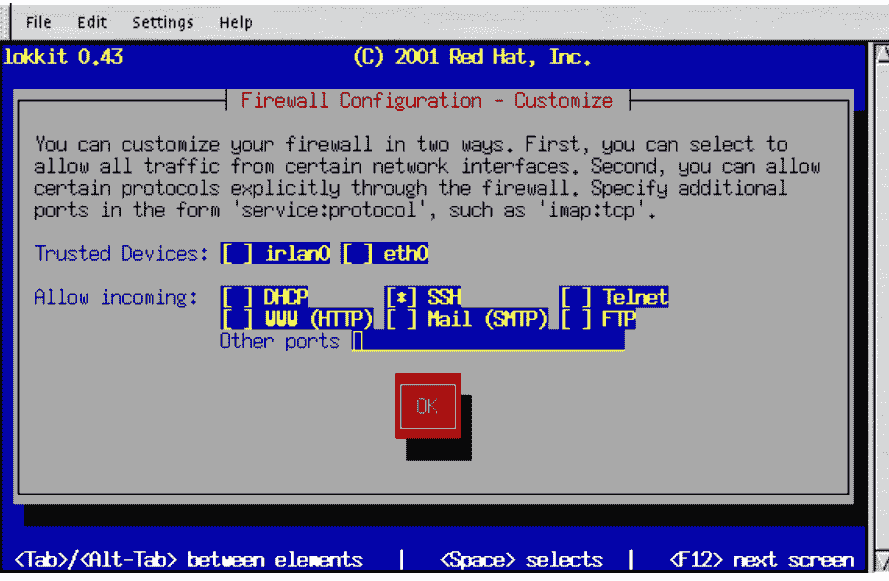 File Edit Settings Help
lokkit 0.43 (C) 2001 Red Hat, Inc.
Firewall Configuration - Customize
You can customize your firewall in two ways. First, you can select to
allow all traffic from certain network interfaces. Second, you can allow
certain protocols explicitly through the firewall. Specify additional
ports in the form 'service:protocol', such as 'imap:tcp'.
Trusted Devices: [ ] irlan0 [ ] eth0
Allow incoming: [ ] DHCP [*] SSH [ ] Telnet
[ ] WWW (HTTP) [ ] Mail (SMTP) [ ] FTP
Other ports
OK
<Tab>/<Alt-Tab> between elements | <Space> selects | <F12> next screen